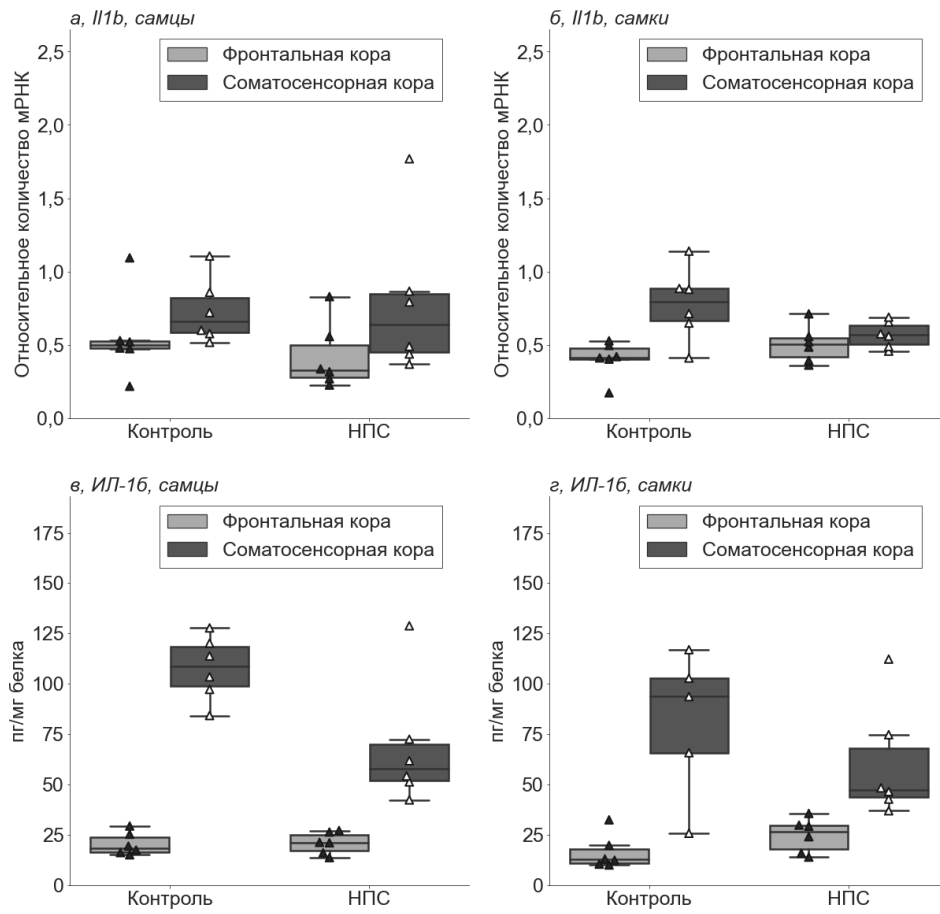 а, Il1b, самцы
Относительное количество мРНК
2,5
2,0
1,5
1,0
0,5
0,0
Фронтальная кора
Соматосенсорная кора
Контроль
НПС
б, Il1b, самки
Относительное количество мРНК
2,5
2,0
1,5
1,0
0,5
0,0
Фронтальная кора
Соматосенсорная кора
Контроль
НПС
в, ИЛ-1б, самцы
пг/мг белка
175
150
125
100
75
50
25
0
Фронтальная кора
Соматосенсорная кора
Контроль
НПС
г, ИЛ-1б, самки
пг/мг белка
175
150
125
100
75
50
25
0
Фронтальная кора
Соматосенсорная кора
Контроль
НПС